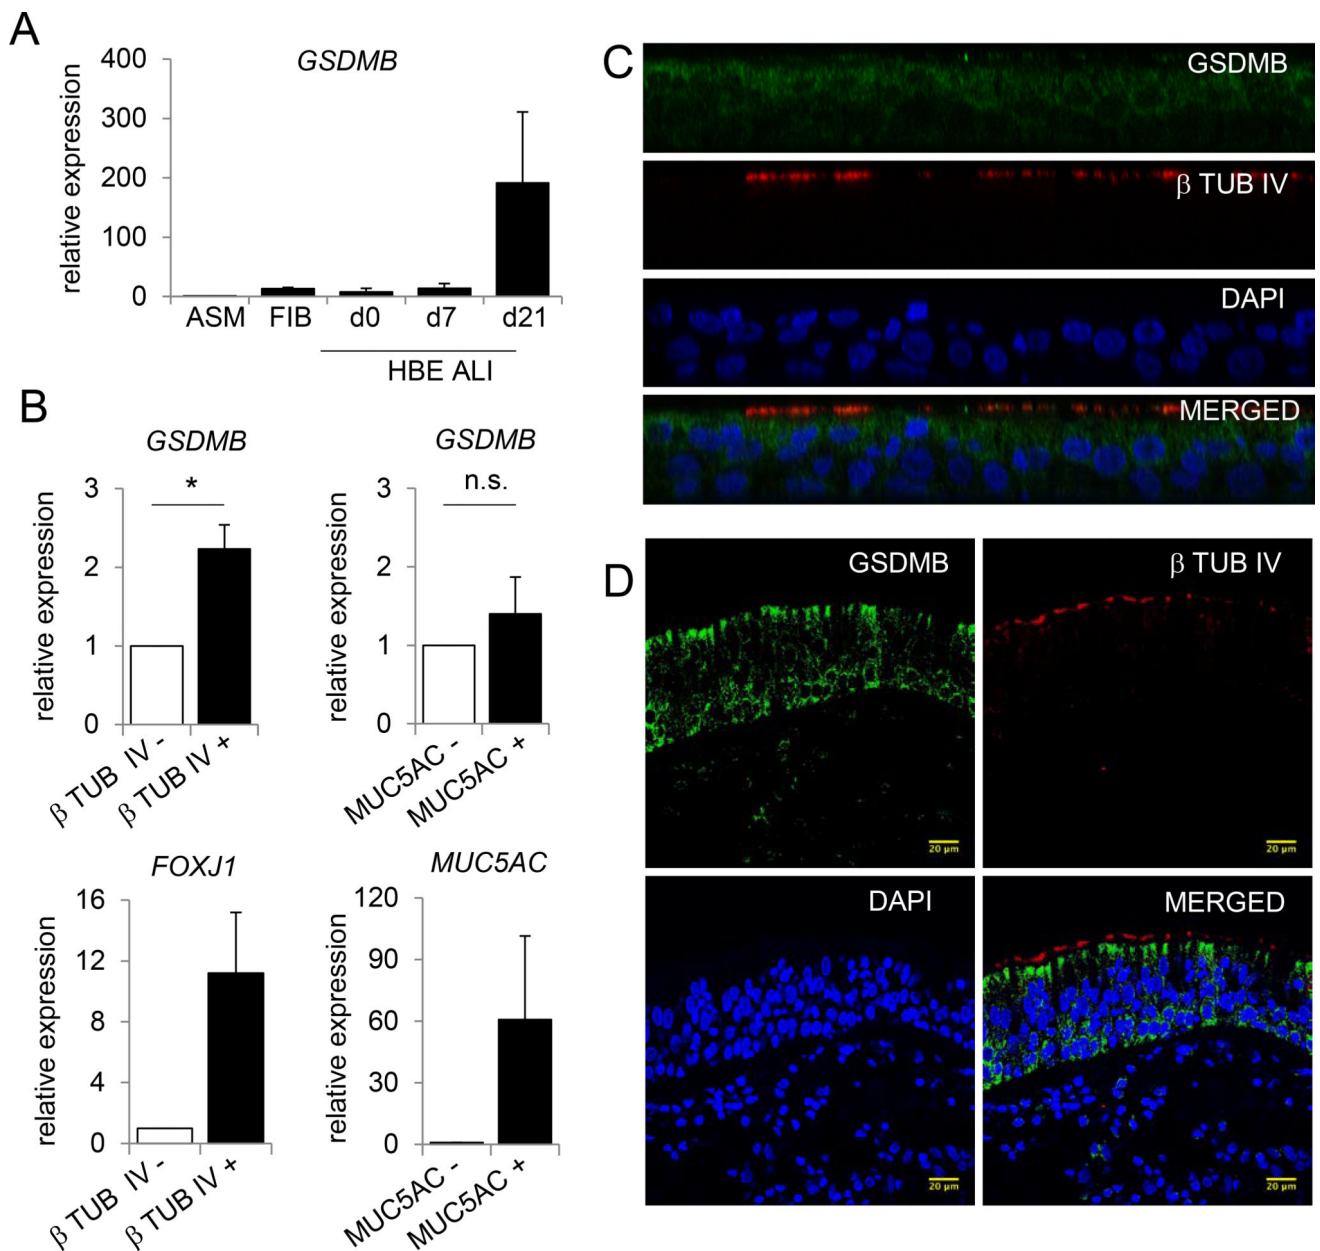 A
GSDMB
relative expression
400
300
200
100
0
ASM FIB d0 d7 d21
HBE ALI
B
GSDMB
relative expression
3
2
1
0
*
β TUB IV -
β TUB IV +
GSDMB
relative expression
3
2
1
0
n.s.
MUC5AC -
MUC5AC +
FOXJ1
relative expression
16
12
8
4
0
β TUB IV -
β TUB IV +
MUC5AC
relative expression
120
90
60
30
0
MUC5AC -
MUC5AC +
C
GSDMB
β TUB IV
DAPI
MERGED
D
GSDMB
20 μm
β TUB IV
20 μm
DAPI
20 μm
MERGED
20 μm